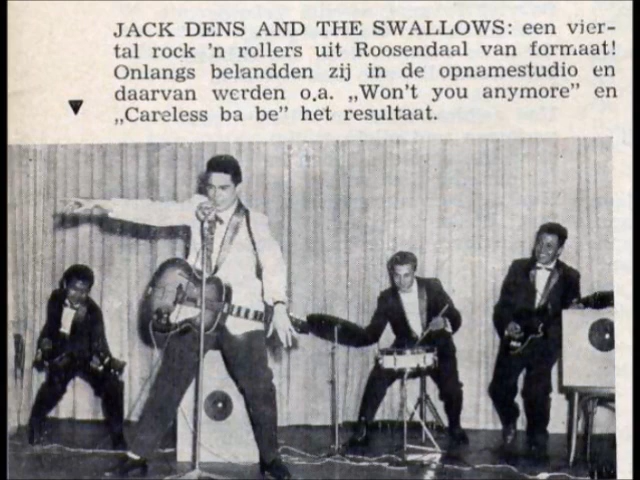 JACK DENS AND THE SWALLOWS: een vier-
tal rock 'n rollers uit Roosendaal van formaat!
Onlangs belandden zij in de opnamestudio en
daarvan werden o.a. „Won't you anymore” en
„Careless ba be” het resultaat.